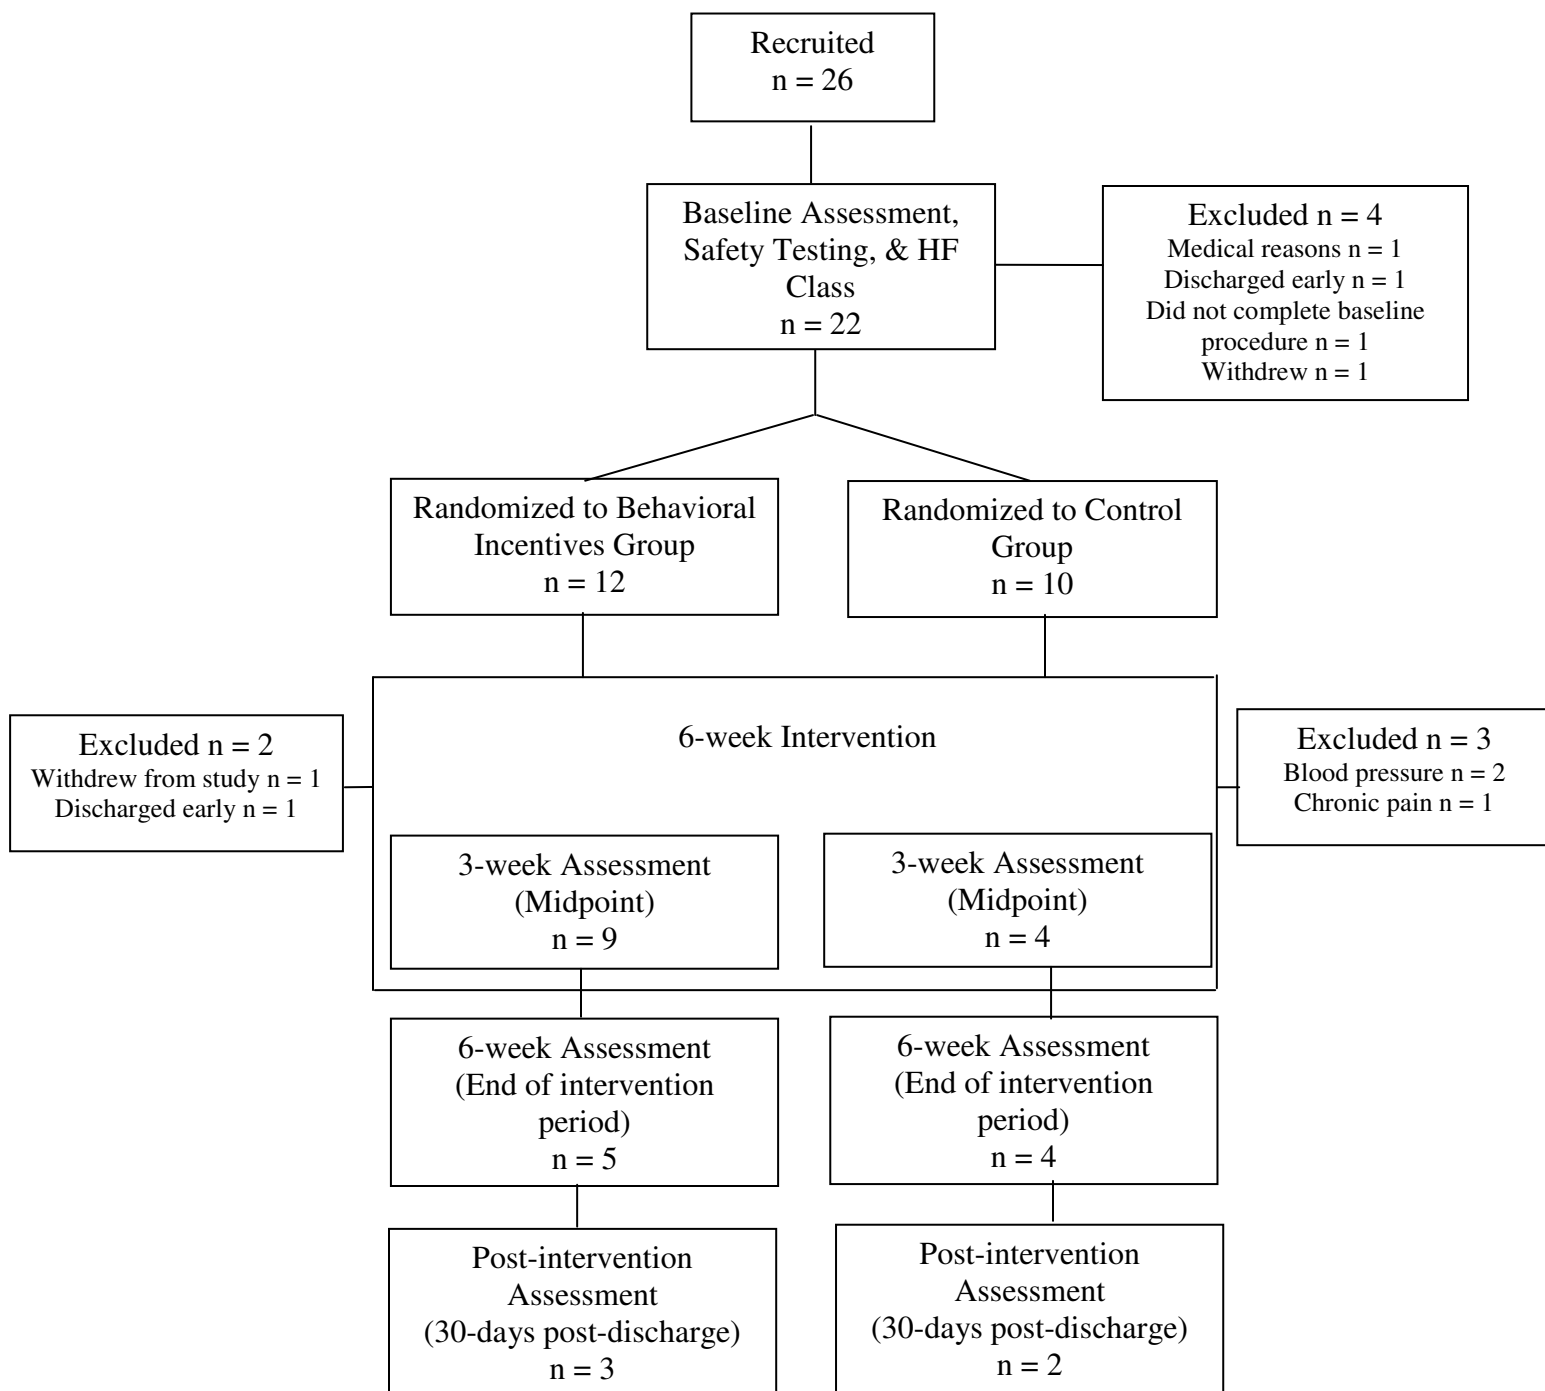 Recruited
n = 26
Baseline Assessment,
Safety Testing, & HF
Class
n = 22
Excluded n = 4
Medical reasons n = 1
Discharged early n = 1
Did not complete baseline
procedure n = 1
Withdrew n = 1
Randomized to Behavioral
Incentives Group
n = 12
Randomized to Control
Group
n = 10
6-week Intervention
Excluded n = 2
Withdrew from study n = 1
Discharged early n = 1
Excluded n = 3
Blood pressure n = 2
Chronic pain n = 1
3-week Assessment
(Midpoint)
n = 9
3-week Assessment
(Midpoint)
n = 4
6-week Assessment
(End of intervention
period)
n = 5
6-week Assessment
(End of intervention
period)
n = 4
Post-intervention
Assessment
(30-days post-discharge)
n = 3
Post-intervention
Assessment
(30-days post-discharge)
n = 2